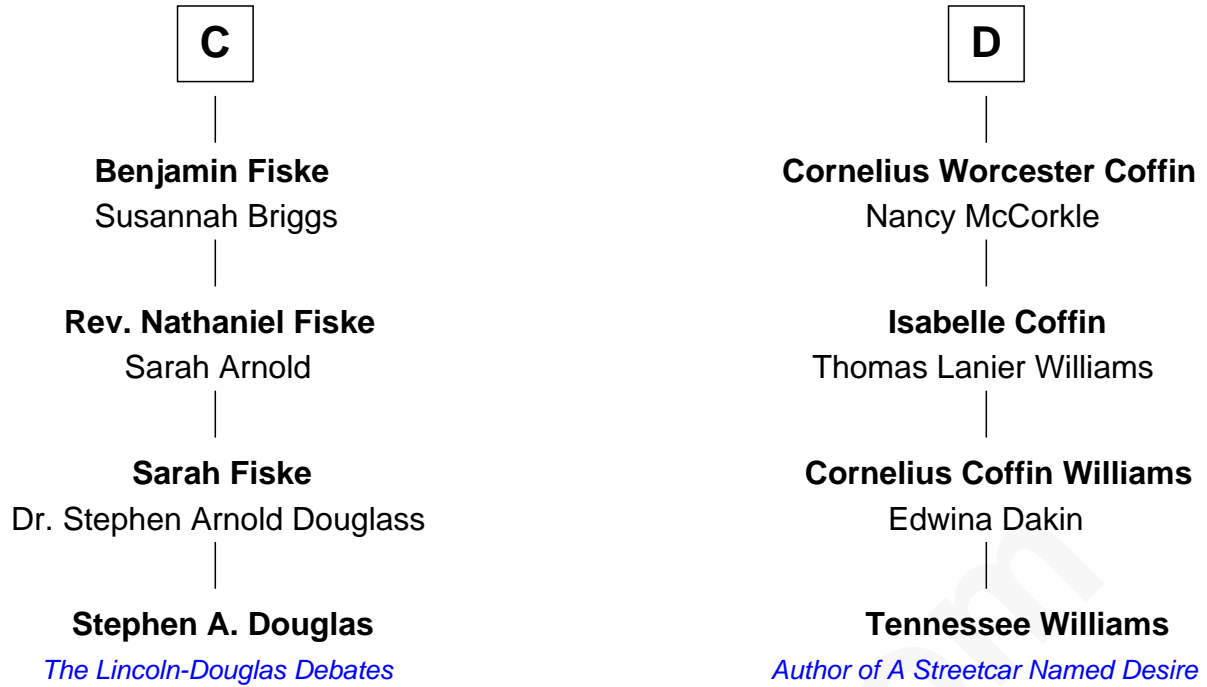 C
Benjamin Fiske
Susannah Briggs
Rev. Nathaniel Fiske
Sarah Arnold
Sarah Fiske
Dr. Stephen Arnold Douglass
Stephen A. Douglas
The Lincoln-Douglas Debates
D
Cornelius Worcester Coffin
Nancy McCorkle
Isabelle Coffin
Thomas Lanier Williams
Cornelius Coffin Williams
Edwina Dakin
Tennessee Williams
Author of A Streetcar Named Desire